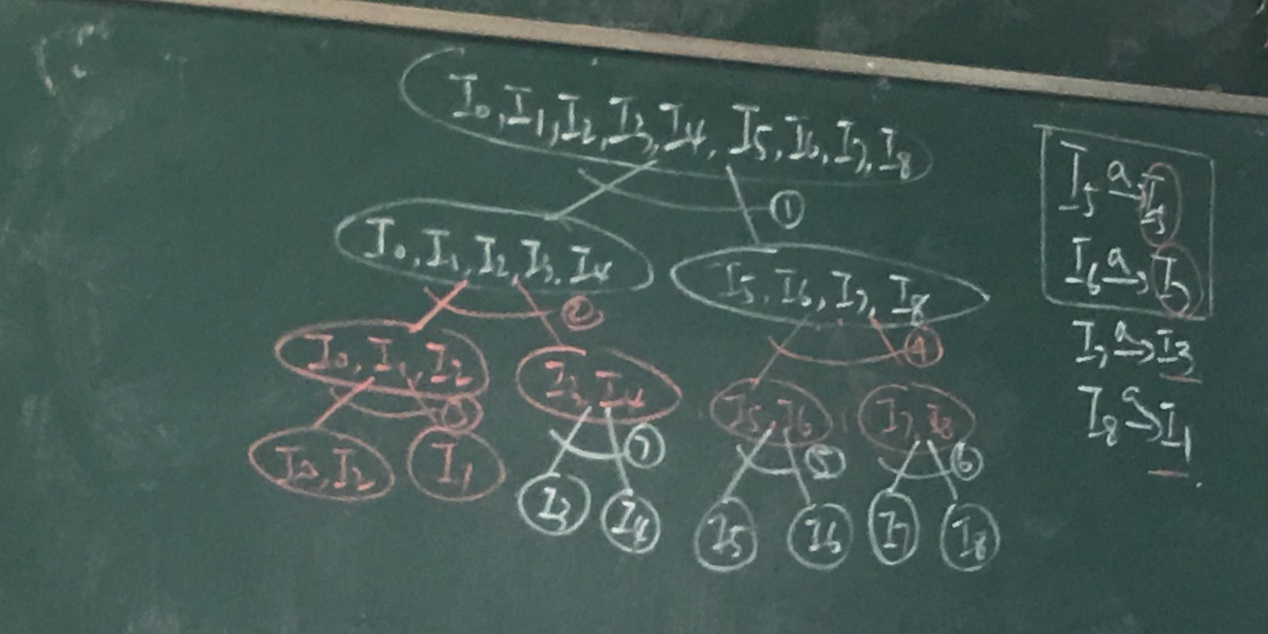 I0, I1, I2, I3, I4, I5, I6, I7, I8
①
I0, I1, I2, I3, I4
I5, I6, I7, I8
②
④
I0, I1, I2
I3, I4
I5, I6
I7, I8
③
⑦
⑤
⑥
I0, I2
I1
I3
I4
I5
I6
I7
I8
I5 a→
I6 a→
I7 a→ I3
I8 a→ I1